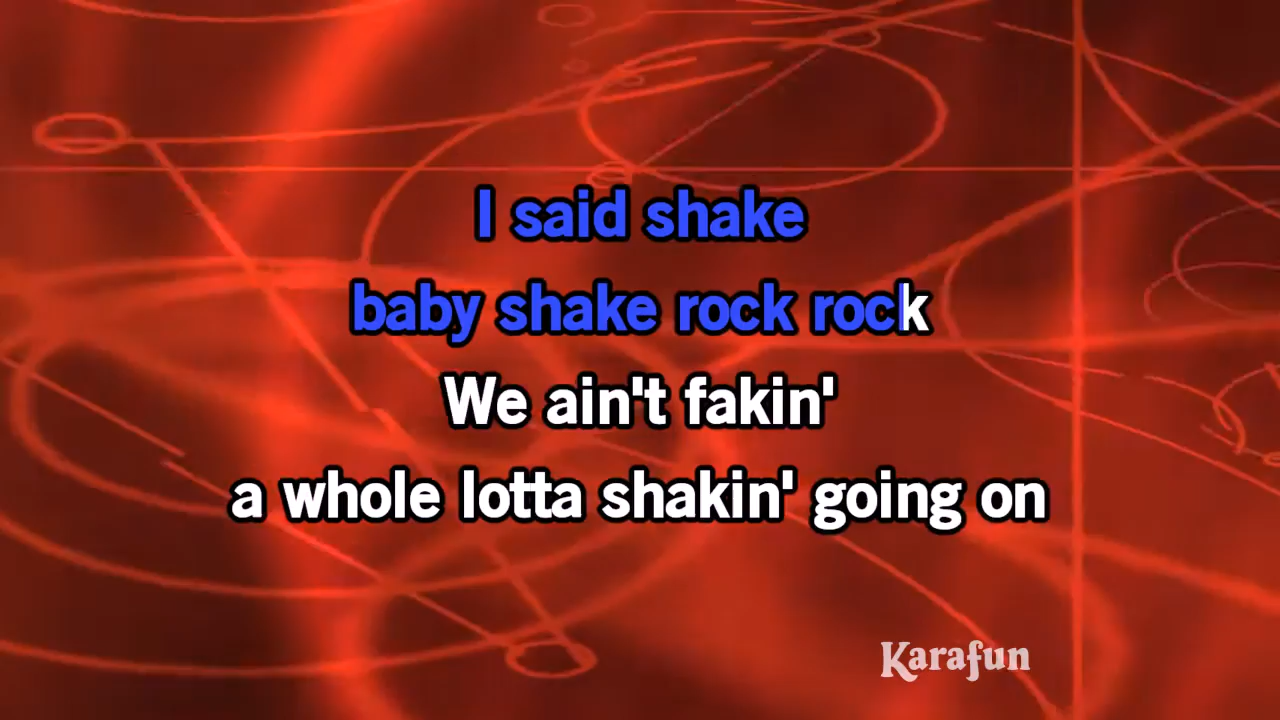 I said shake
baby shake rock rock
We ain't fakin'
a whole lotta shakin' going on
Karafun